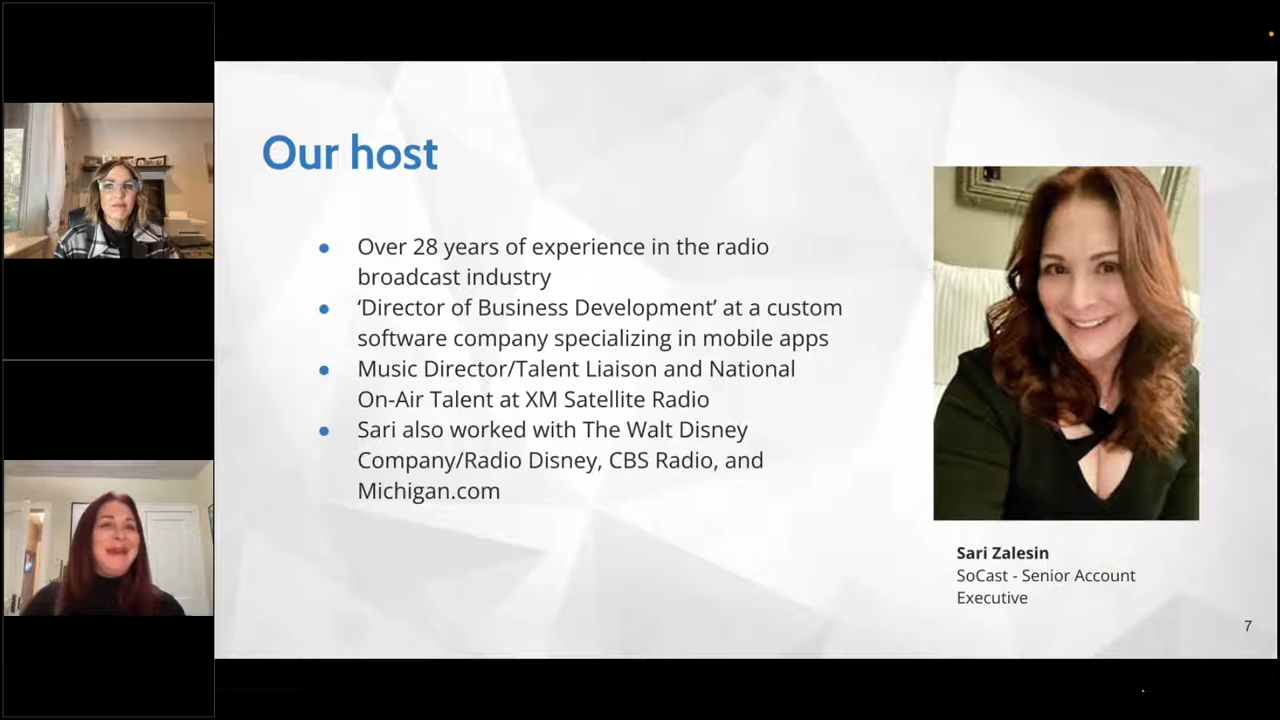 Our host
Over 28 years of experience in the radio
broadcast industry
‘Director of Business Development’ at a custom
software company specializing in mobile apps
Music Director/Talent Liaison and National
On-Air Talent at XM Satellite Radio
Sari also worked with The Walt Disney
Company/Radio Disney, CBS Radio, and
Michigan.com
Sari Zalesin
SoCast - Senior Account
Executive
7